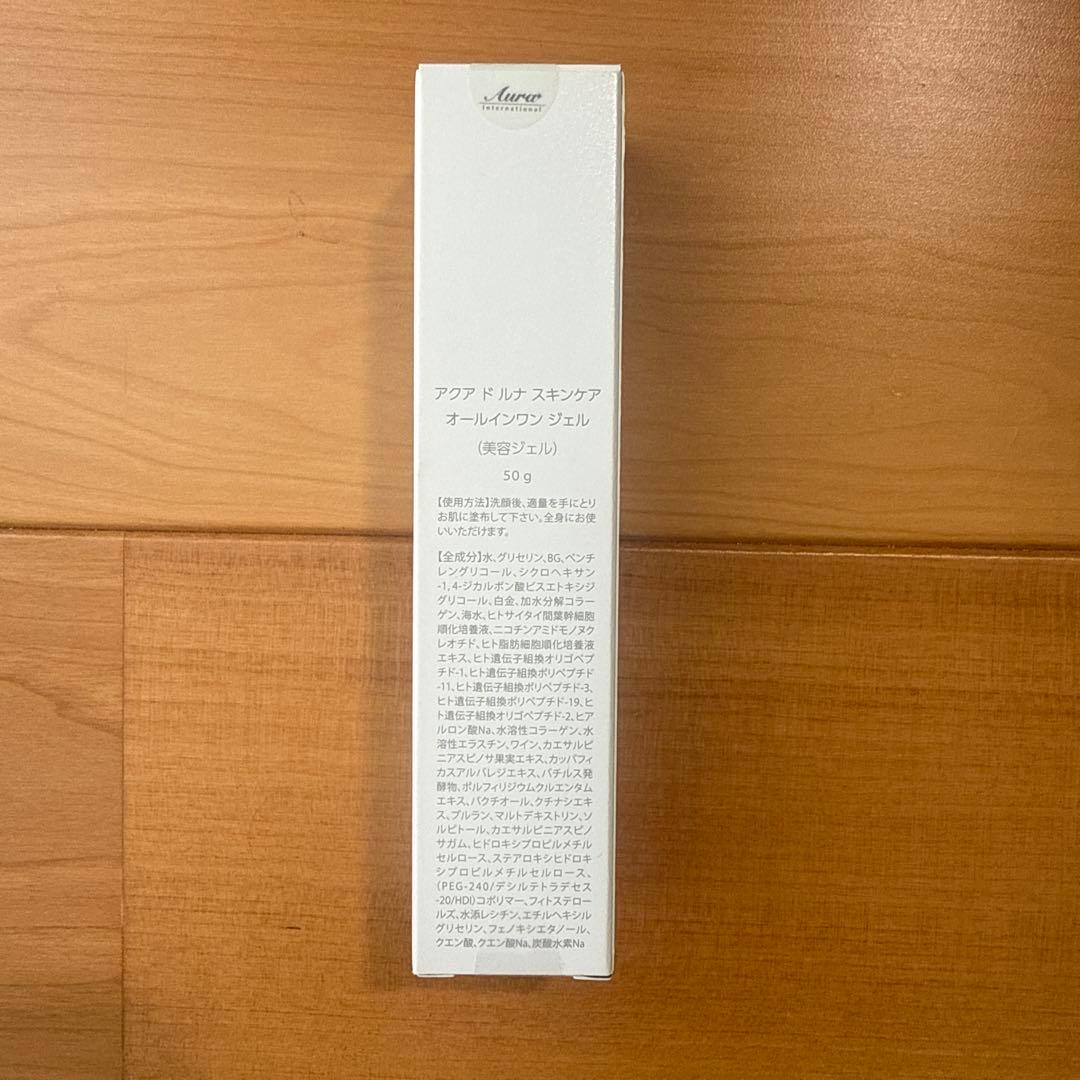 Aura
International
アクア ド ルナ スキンケア
オールインワン ジェル
(美容ジェル)
50 g
【使用方法】洗顔後、適量を手にとり
お肌に塗布して下さい。全身にお使
いいただけます。
【全成分】水、グリセリン、BG、ペンチ
レングリコール、シクロヘキサン
-1,4-ジカルボン酸ビスエトキシジ
グリコール、白金、加水分解コラー
ゲン、海水、ヒトサイタイ間葉幹細胞
順化培養液、ニコチンアミドモノヌク
レオチド、ヒト脂肪細胞順化培養液
エキス、ヒト遺伝子組換オリゴペプ
チド-1、ヒト遺伝子組換ポリペプチド
-11、ヒト遺伝子組換ポリペプチド-3、
ヒト遺伝子組換ポリペプチド-19、ヒ
ト遺伝子組換オリゴペプチド-2、ヒア
ルロン酸Na、水溶性コラーゲン、水
溶性エラスチン、ワイン、カエサルピ
ニアスピノサ果実エキス、カッパフィ
カスアルバレジエキス、バチルス発
酵物、ポルフィリジウムクルエンタム
エキス、バクチオール、クチナシエキ
ス、プルラン、マルトデキストリン、ソ
ルビトール、カエサルピニアスピノ
サガム、ヒドロキシプロピルメチル
セルロース、ステアロキシヒドロキ
シプロピルメチルセルロース、
(PEG-240/デシルテトラデセス
-20/HDI)コポリマー、フィトステロー
ルズ、水添レシチン、エチルヘキシル
グリセリン、フェノキシエタノール、
クエン酸、クエン酸Na、炭酸水素Na